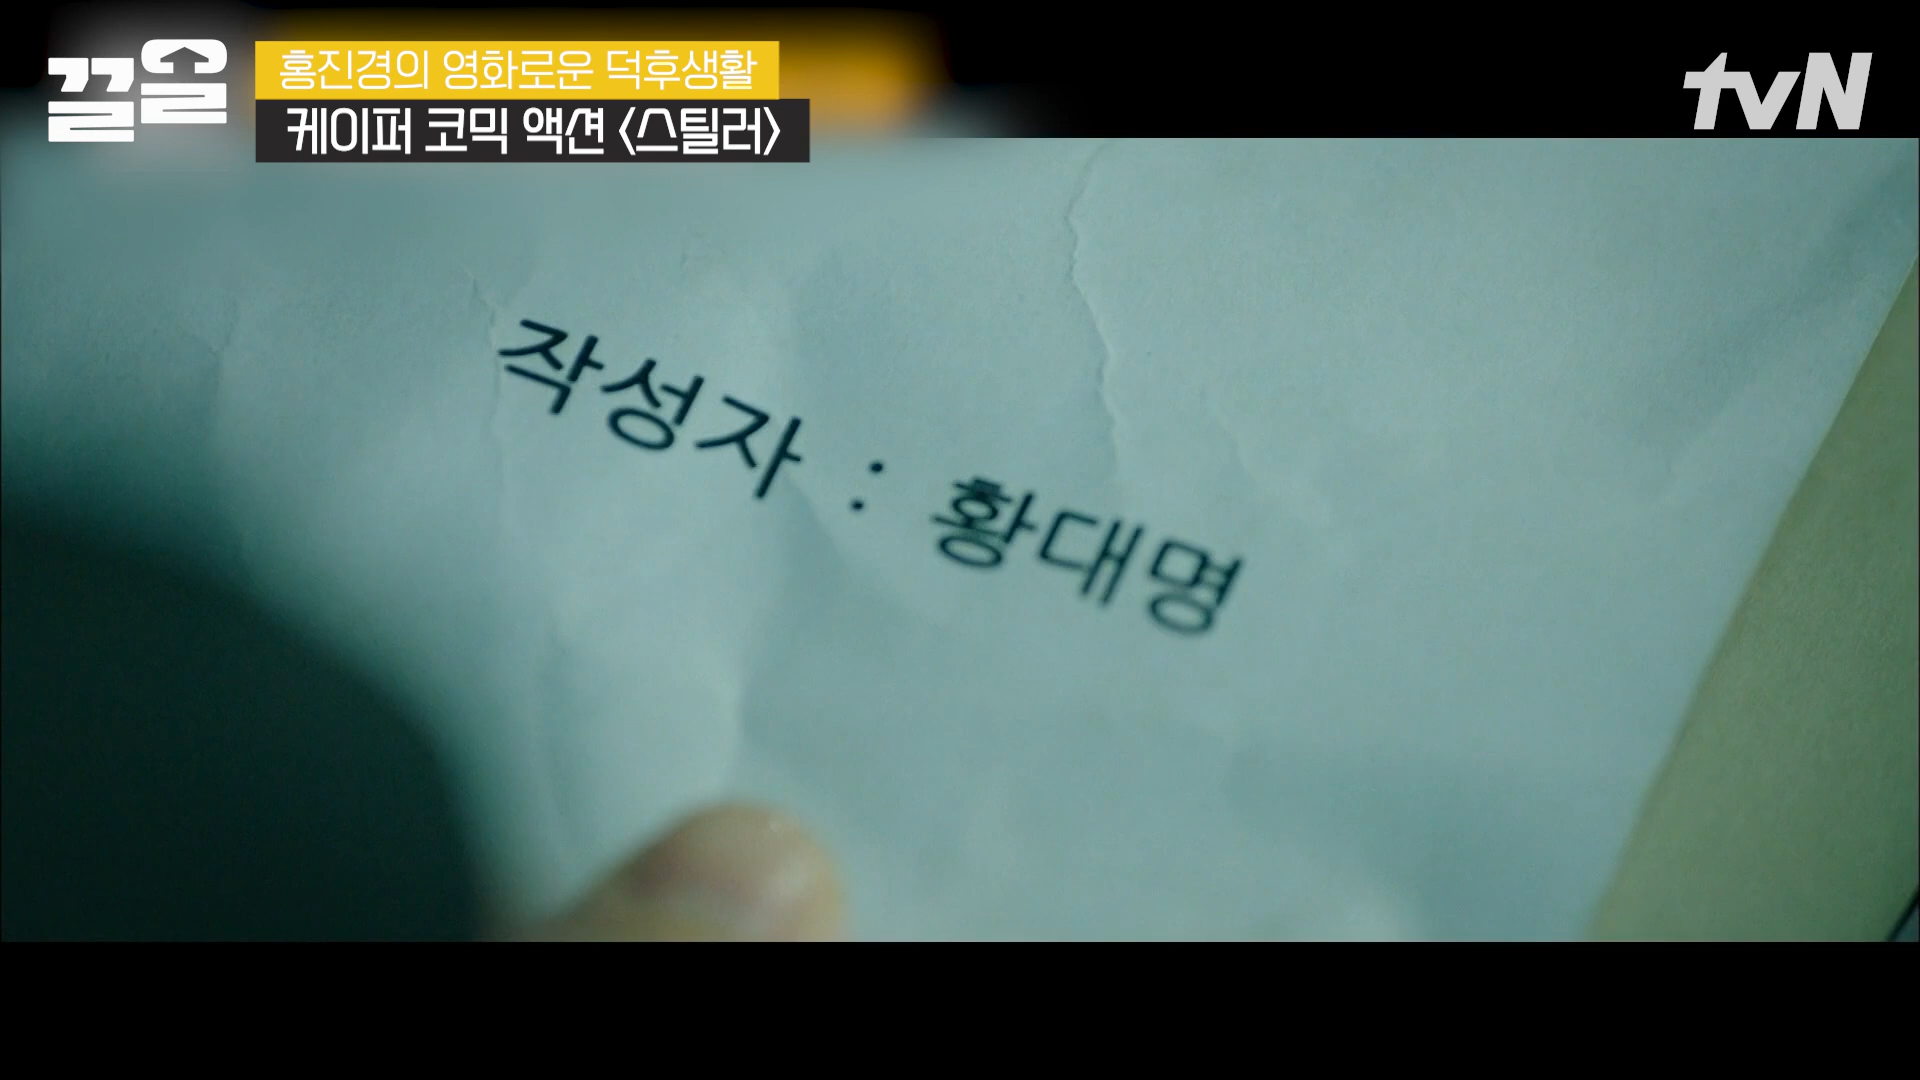 끌올
홍진경의 영화로운 덕후생활
케이퍼 코믹 액션 <스틸러>
tvN
작성자 : 황대명